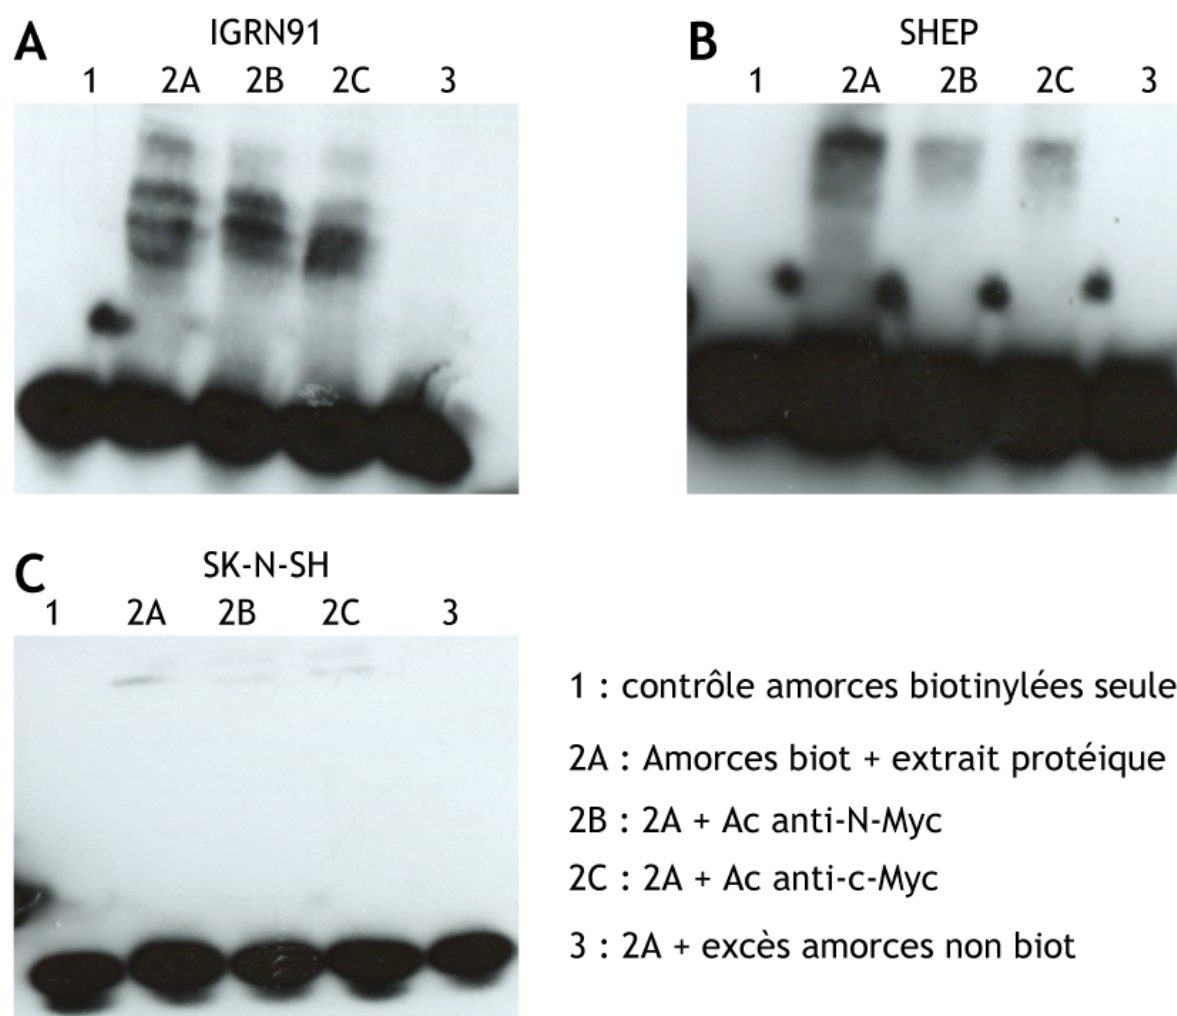 A
IGRN91
1 2A 2B 2C 3
B
SHEP
1 2A 2B 2C 3
C
SK-N-SH
1 2A 2B 2C 3
1 : contrôle amorces biotinylées seule
2A : Amorces biot + extrait protéique
2B : 2A + Ac anti-N-Myc
2C : 2A + Ac anti-c-Myc
3 : 2A + excès amorces non biot